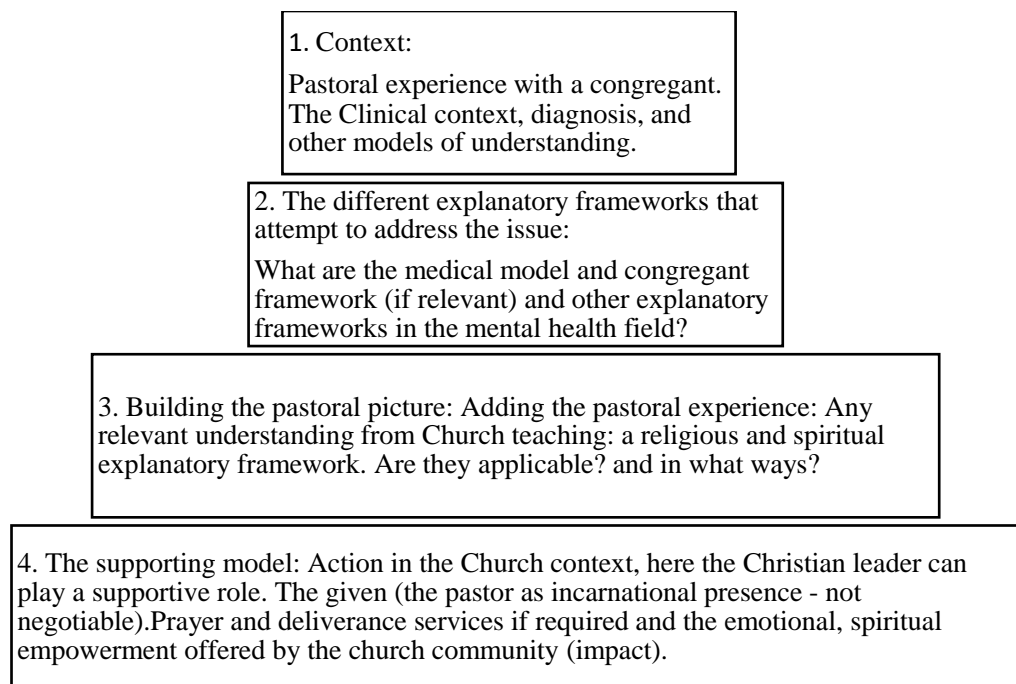 1. Context:
Pastoral experience with a congregant.
The Clinical context, diagnosis, and
other models of understanding.
2. The different explanatory frameworks that
attempt to address the issue:
What are the medical model and congregant
framework (if relevant) and other explanatory
frameworks in the mental health field?
3. Building the pastoral picture: Adding the pastoral experience: Any
relevant understanding from Church teaching: a religious and spiritual
explanatory framework. Are they applicable? and in what ways?
4. The supporting model: Action in the Church context, here the Christian leader can
play a supportive role. The given (the pastor as incarnational presence - not
negotiable).Prayer and deliverance services if required and the emotional, spiritual
empowerment offered by the church community (impact).